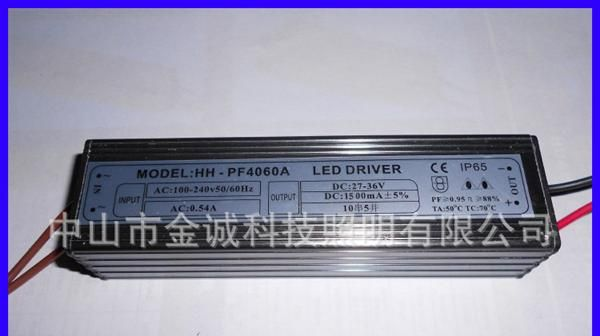 MODEL:HH-PF4060A LED DRIVER
IP65
IN
INPUT
AC:100-240v50/60Hz
AC:0.54A
OUTPUT
DC:27-36V
DC:1500mA±5%
10串5并
PF≥0.95 η≥88%
TA:50℃ TC:70℃
- OUT +
中山市金诚科技照明有限公司